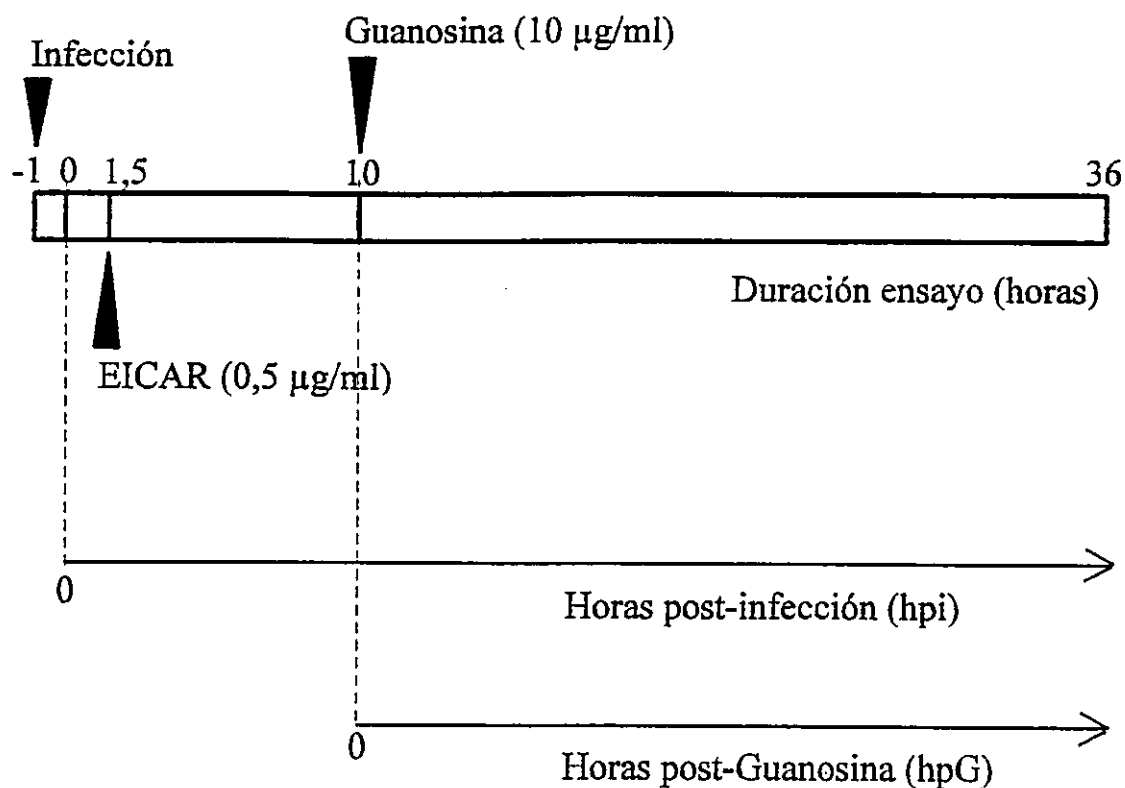 Guanosina (10 µg/ml)
Infección
-1 0 1,5 10 36
Duración ensayo (horas)
EICAR (0,5 µg/ml)
0
Horas post-infección (hpi)
0
Horas post-Guanosina (hpG)